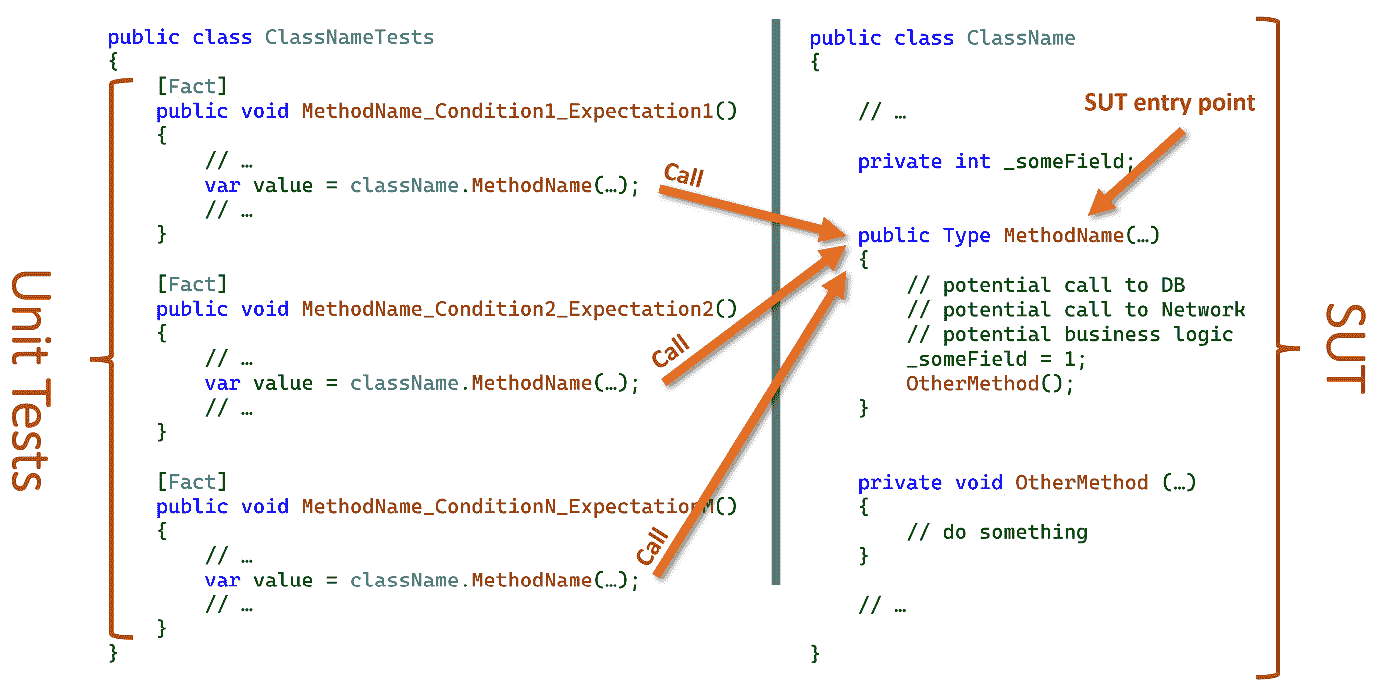 Unit Tests
public class ClassNameTests
{
[Fact]
public void MethodName_Condition1_Expectation1()
{
// …
var value = className.MethodName(…);
// …
}
[Fact]
public void MethodName_Condition2_Expectation2()
{
// …
var value = className.MethodName(…);
// …
}
[Fact]
public void MethodName_ConditionN_ExpectationM()
{
// …
var value = className.MethodName(…);
// …
}
}
Call
Call
Call
public class ClassName
{
// …
SUT entry point
private int _someField;
public Type MethodName(…)
{
// potential call to DB
// potential call to Network
// potential business logic
_someField = 1;
OtherMethod();
}
private void OtherMethod (…)
{
// do something
}
// …
}
SUT